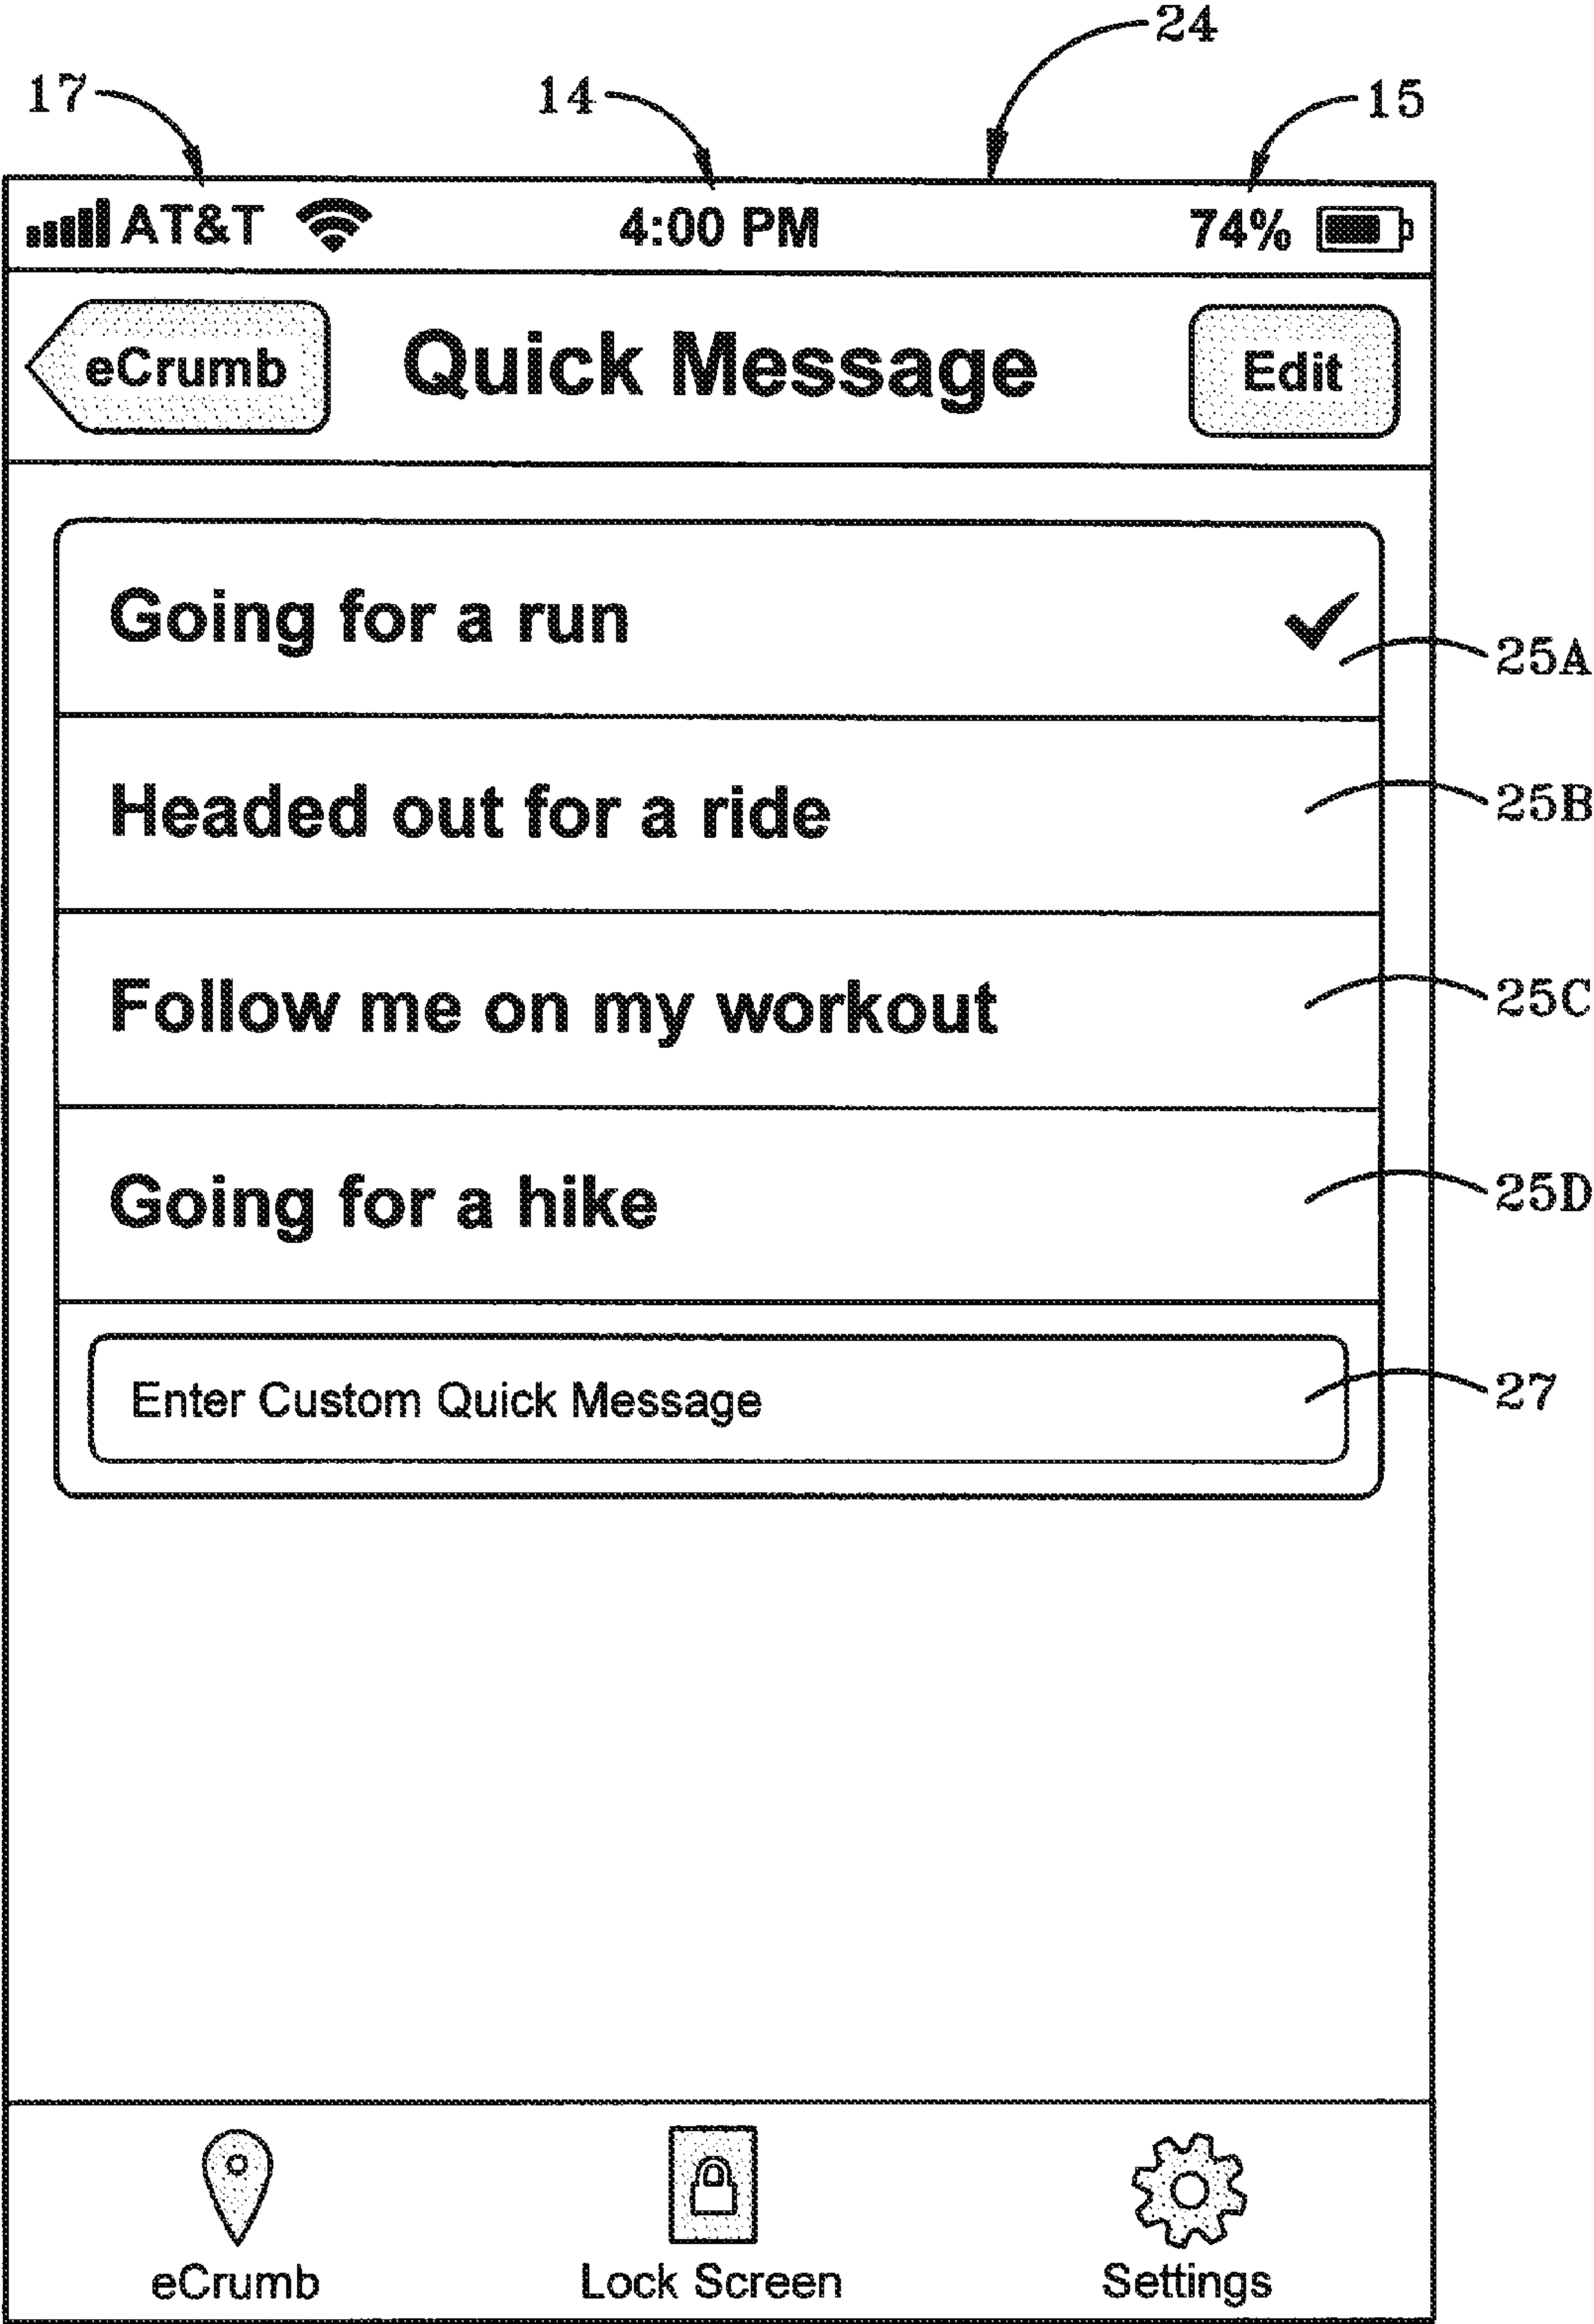 24
17
14
15
AT&T
4:00 PM
74%
eCrumb
Quick Message
Edit
Going for a run
25A
Headed out for a ride
25B
Follow me on my workout
25C
Going for a hike
25D
Enter Custom Quick Message
27
eCrumb
Lock Screen
Settings